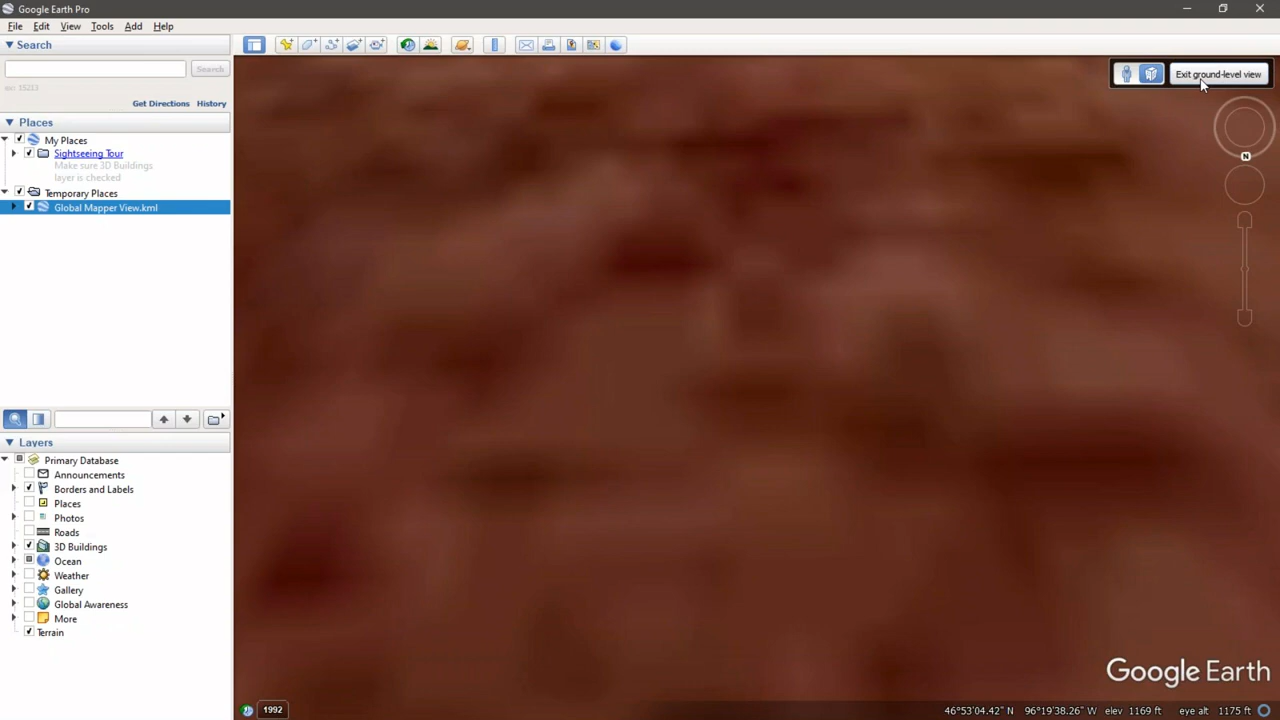 Google Earth Pro
File Edit View Tools Add Help
Search
Search
ex: 15213
Get Directions History
Places
My Places
Sightseeing Tour
Make sure 3D Buildings
layer is checked
Temporary Places
Global Mapper View.kml
Layers
Primary Database
Announcements
Borders and Labels
Places
Photos
Roads
3D Buildings
Ocean
Weather
Gallery
Global Awareness
More
Terrain
Exit ground-level view
N
Google Earth
1992
46°53'04.42" N 96°19'38.26" W elev 1169 ft eye alt 1175 ft